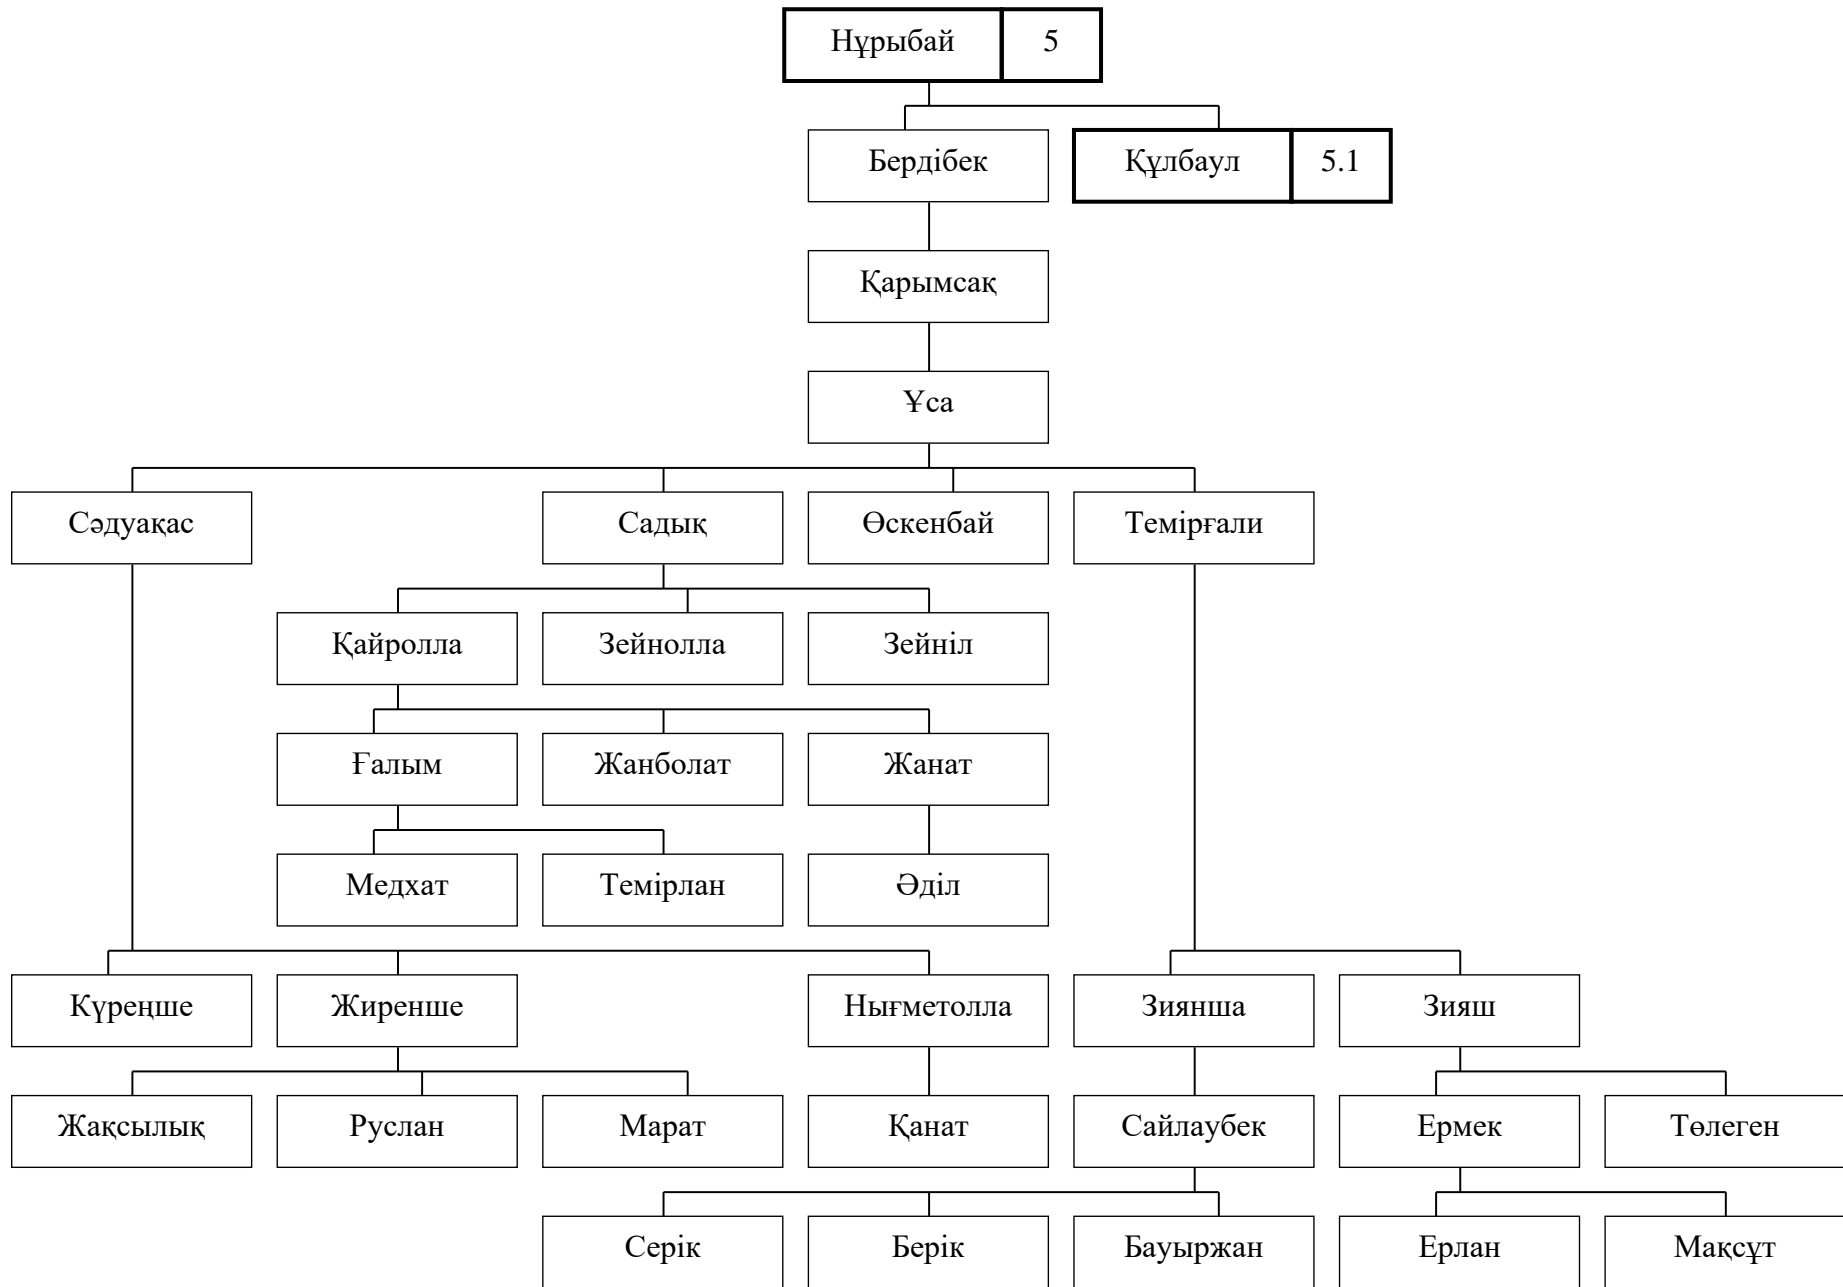 Нұрыбай 5
Бердібек Құлбаул 5.1
Қарымсақ
Ұса
Сәдуақас Садық Өскенбай Темірғали
Қайролла Зейнолла Зейніл
Ғалым Жанболат Жанат
Медхат Темірлан Әділ
Күреңше Жиренше Нығметолла Зиянша Зияш
Жақсылық Руслан Марат Қанат Сайлаубек Ермек Төлеген
Серік Берік Бауыржан Ерлан Мақсұт